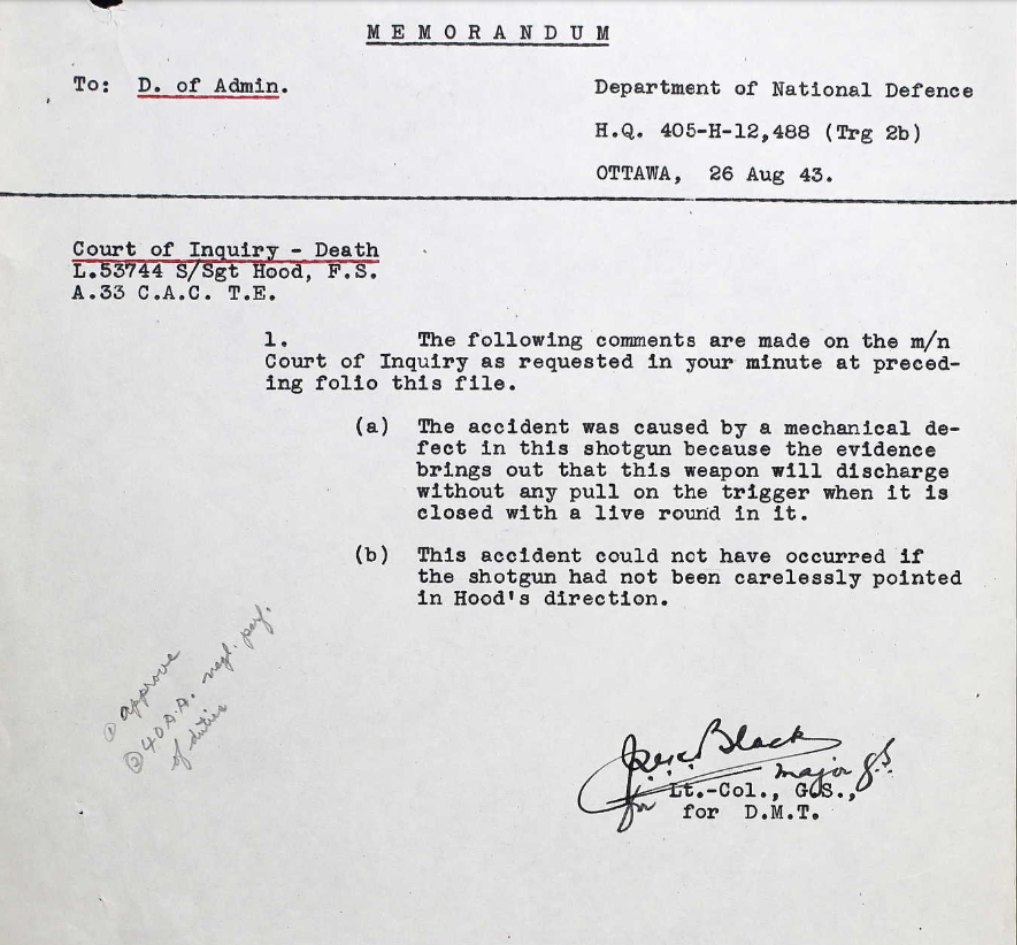 MEMORANDUM
To: D. of Admin.
Department of National Defence
H.Q. 405-H-12,488 (Trg 2b)
OTTAWA, 26 Aug 43.
Court of Inquiry - Death
L.53744 S/Sgt Hood, F.S.
A.33 C.A.C. T.E.
1. The following comments are made on the m/n
Court of Inquiry as requested in your minute at preced-
ing folio this file.
(a) The accident was caused by a mechanical de-
fect in this shotgun because the evidence
brings out that this weapon will discharge
without any pull on the trigger when it is
closed with a live round in it.
(b) This accident could not have occurred if
the shotgun had not been carelessly pointed
in Hood's direction.
① approve
② 40 A.A. negl. perf.
of duties
Black
major G.S.
for Lt.-Col., G.S.,
for D.M.T.